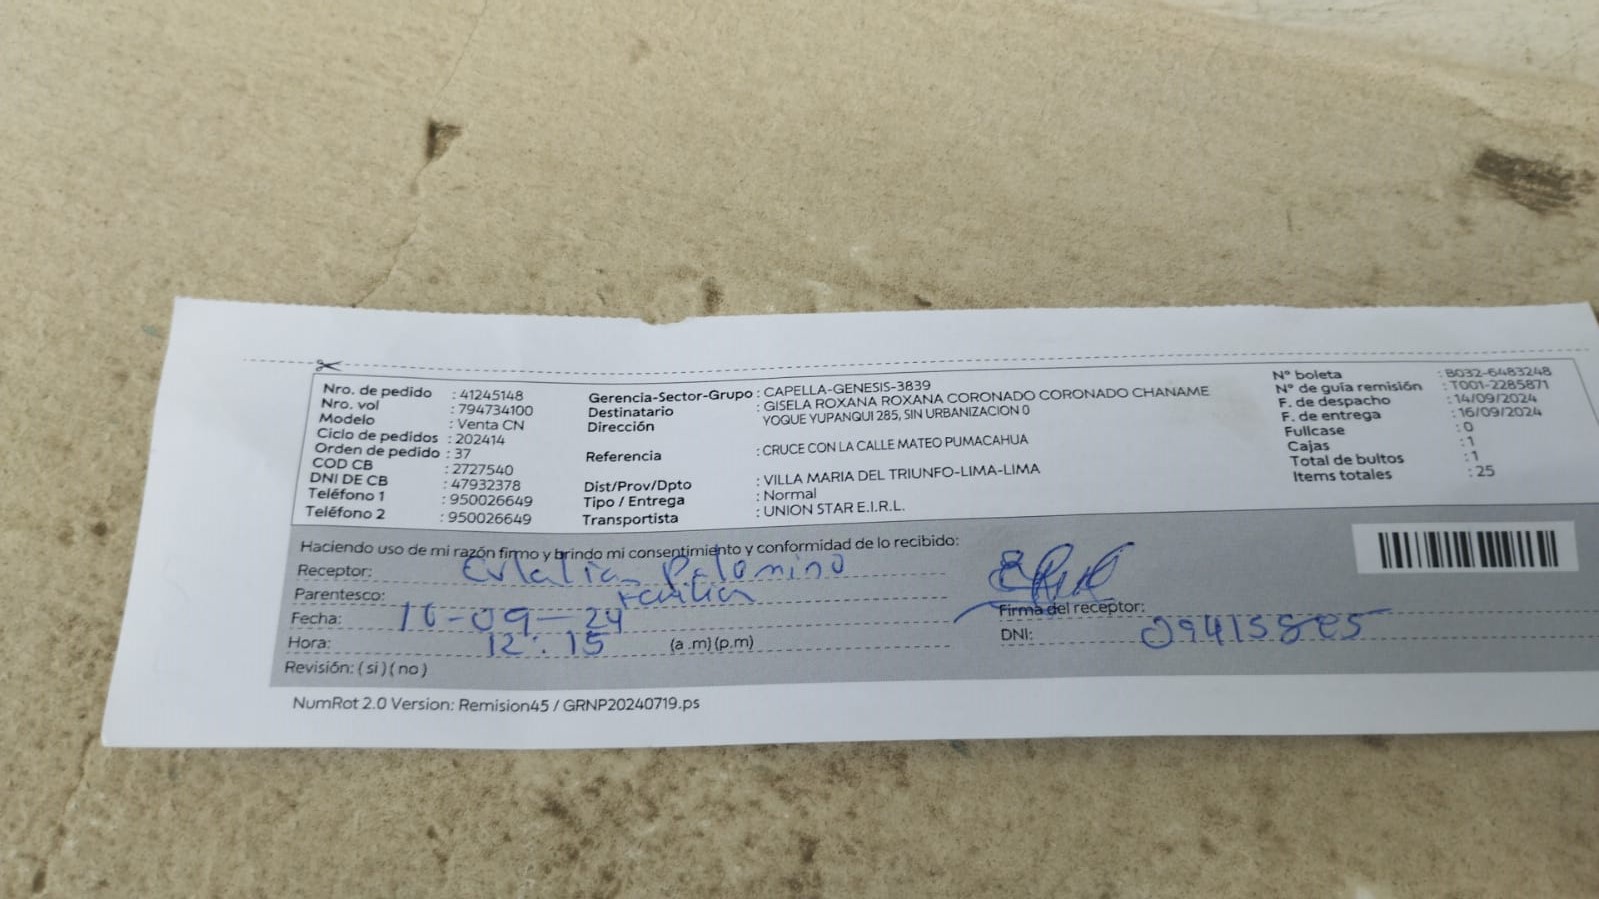 Nro. de pedido : 41245148
Nro. vol : 794734100
Modelo : Venta CN
Ciclo de pedidos : 202414
Orden de pedido : 37
COD CB : 2727540
DNI DE CB : 47932378
Teléfono 1 : 950026649
Teléfono 2 : 950026649
Gerencia-Sector-Grupo : CAPELLA-GENESIS-3839
Destinatario : GISELA ROXANA ROXANA CORONADO CORONADO CHANAME
Dirección YOQUE YUPANQUI 285, SIN URBANIZACION 0
Referencia : CRUCE CON LA CALLE MATEO PUMACAHUA
Dist/Prov/Dpto : VILLA MARIA DEL TRIUNFO-LIMA-LIMA
Tipo / Entrega : Normal
Transportista : UNION STAR E.I.R.L.
N° boleta : B032-6483248
N° de guía remisión : T001-2285871
F. de despacho : 14/09/2024
F. de entrega : 16/09/2024
Fullcase : 0
Cajas : 1
Total de bultos : 1
Items totales : 25
Haciendo uso de mi razón firmo y brindo mi consentimiento y conformidad de lo recibido:
Receptor: Eulalia Palomino
Parentesco:
Fecha: 16-09-24
Hora: 12:15 (a .m) (p.m)
Revisión: ( si ) ( no )
Firma del receptor:
DNI:
NumRot 2.0 Version: Remision45 / GRNP20240719.ps